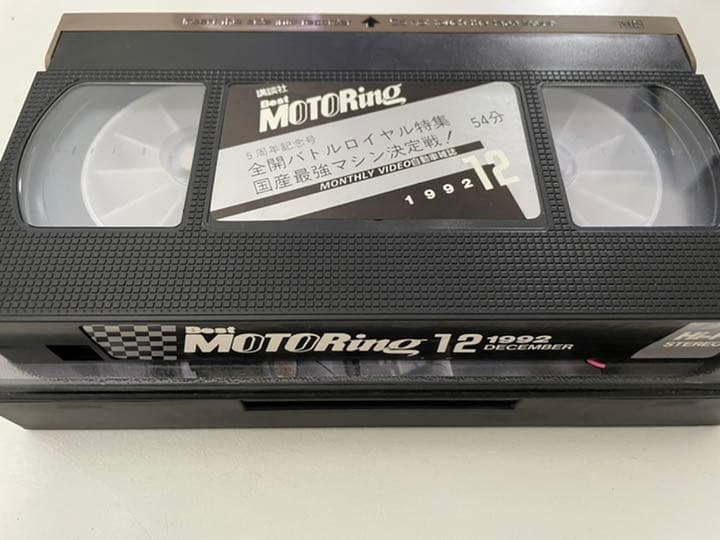 VHS
講談社
Best
MOTORing
5周年記念号
全開バトルロイヤル特集 54分
国産最強マシン決定戦!
MONTHLY VIDEO自動車雑誌
1992 12
Best
MOTORing 12 1992
DECEMBER
STEREO